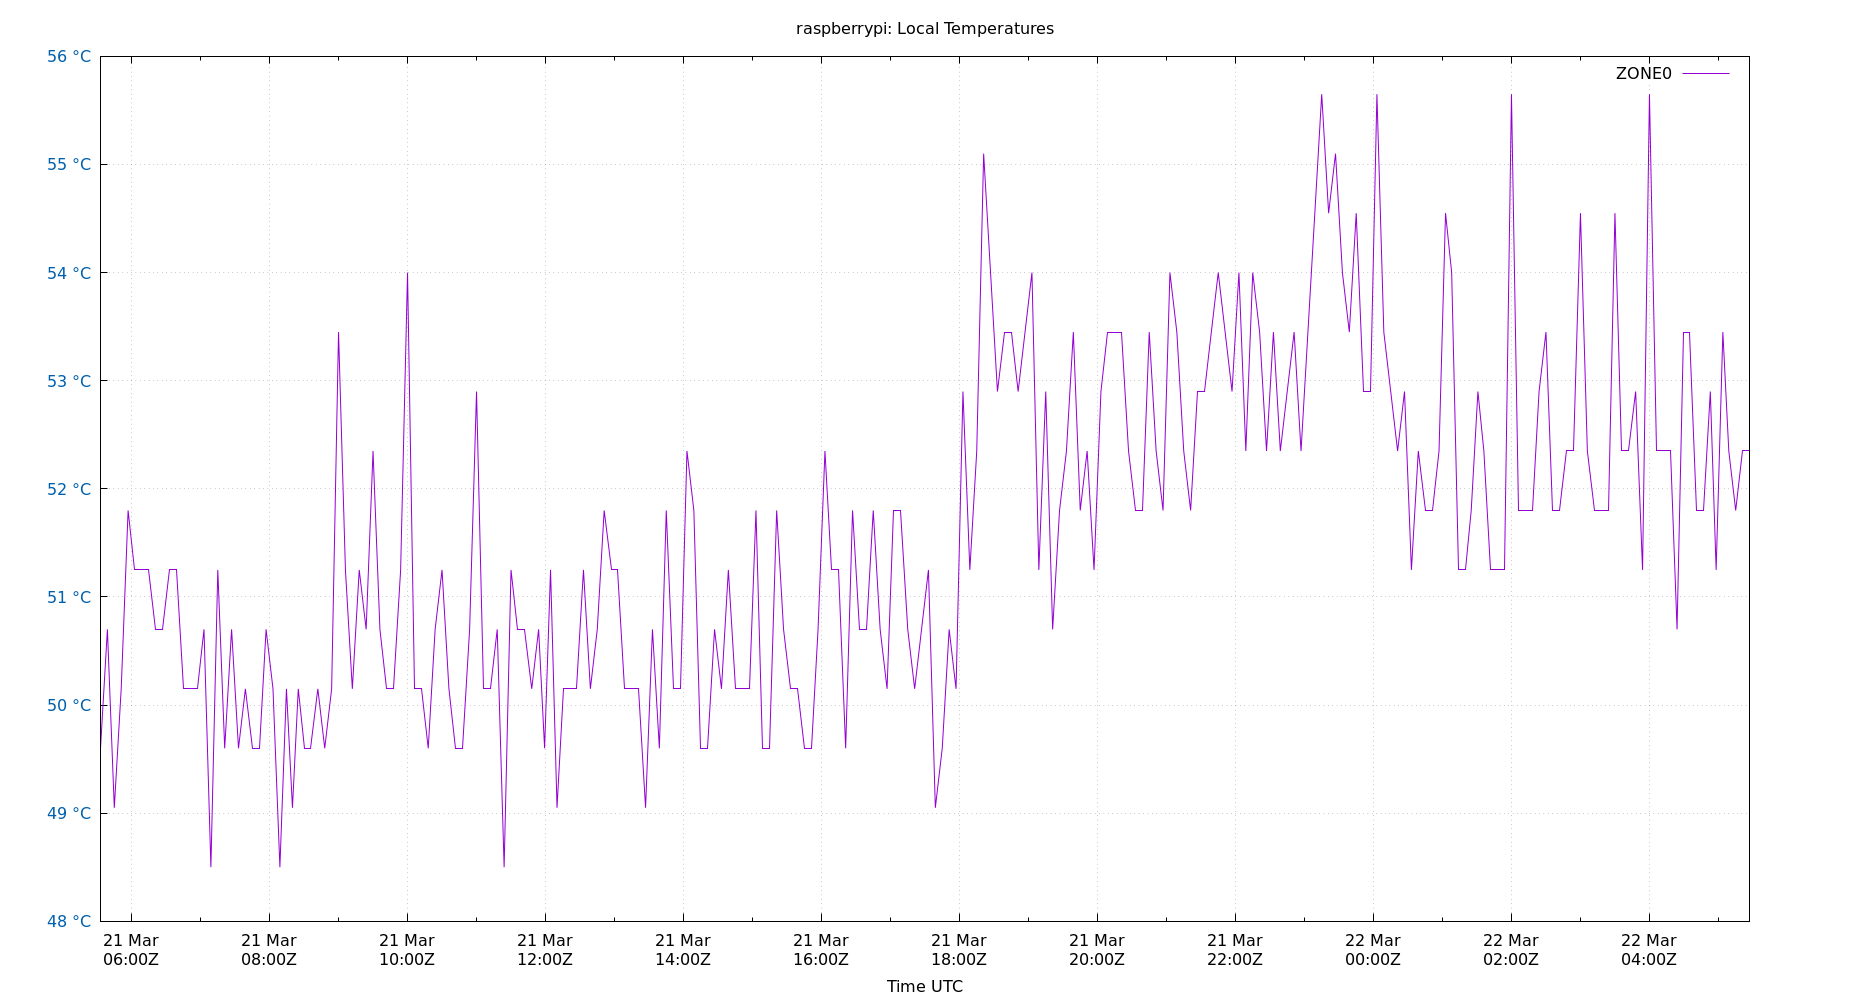 raspberrypi: Local Temperatures
56 °C
ZONE0
55 °C
54 °C
53 °C
52 °C
51 °C
50 °C
49 °C
48 °C
21 Mar 21 Mar 21 Mar 21 Mar 21 Mar 21 Mar 21 Mar 21 Mar 21 Mar 22 Mar 22 Mar 22 Mar
06:00Z 08:00Z 10:00Z 12:00Z 14:00Z 16:00Z 18:00Z 20:00Z 22:00Z 00:00Z 02:00Z 04:00Z
Time UTC